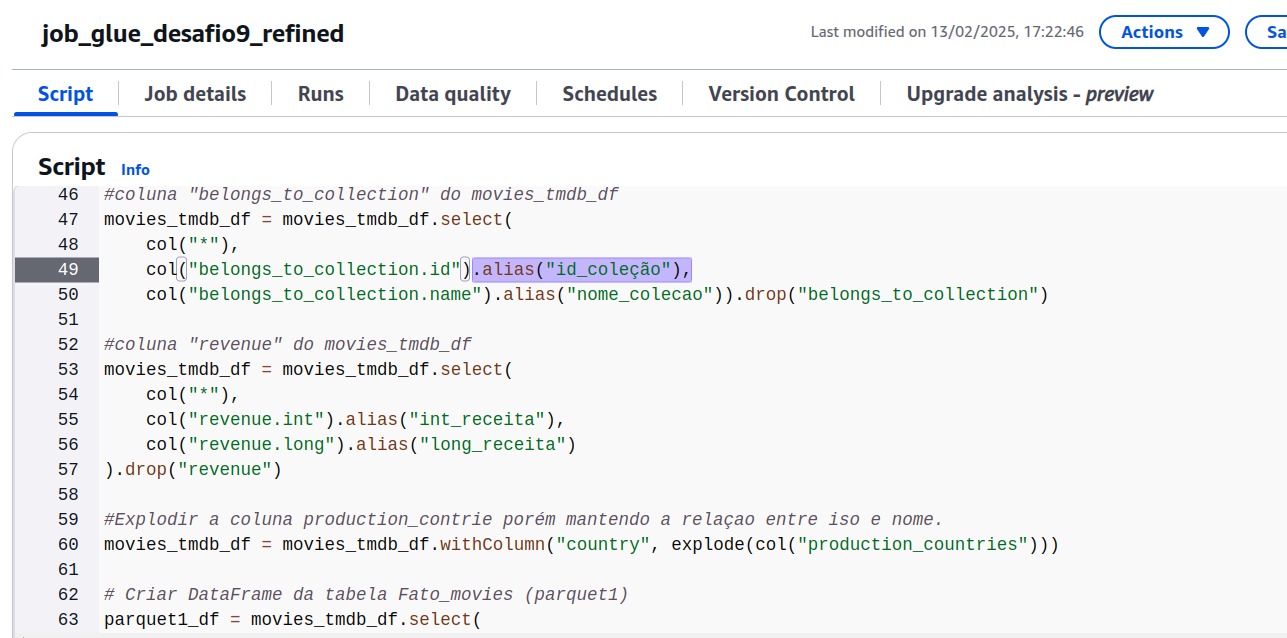 job_glue_desafio9_refined
Last modified on 13/02/2025, 17:22:46
Actions ▼
Sa
Script
Job details
Runs
Data quality
Schedules
Version Control
Upgrade analysis - preview
Script Info
46 #coluna "belongs_to_collection" do movies_tmdb_df
47 movies_tmdb_df = movies_tmdb_df.select(
48     col("*"),
49     col("belongs_to_collection.id").alias("id_coleção"),
50     col("belongs_to_collection.name").alias("nome_colecao")).drop("belongs_to_collection")
51
52 #coluna "revenue" do movies_tmdb_df
53 movies_tmdb_df = movies_tmdb_df.select(
54     col("*"),
55     col("revenue.int").alias("int_receita"),
56     col("revenue.long").alias("long_receita")
57 ).drop("revenue")
58
59 #Explodir a coluna production_contrie porém mantendo a relaçao entre iso e nome.
60 movies_tmdb_df = movies_tmdb_df.withColumn("country", explode(col("production_countries")))
61
62 # Criar DataFrame da tabela Fato_movies (parquet1)
63 parquet1_df = movies_tmdb_df.select(